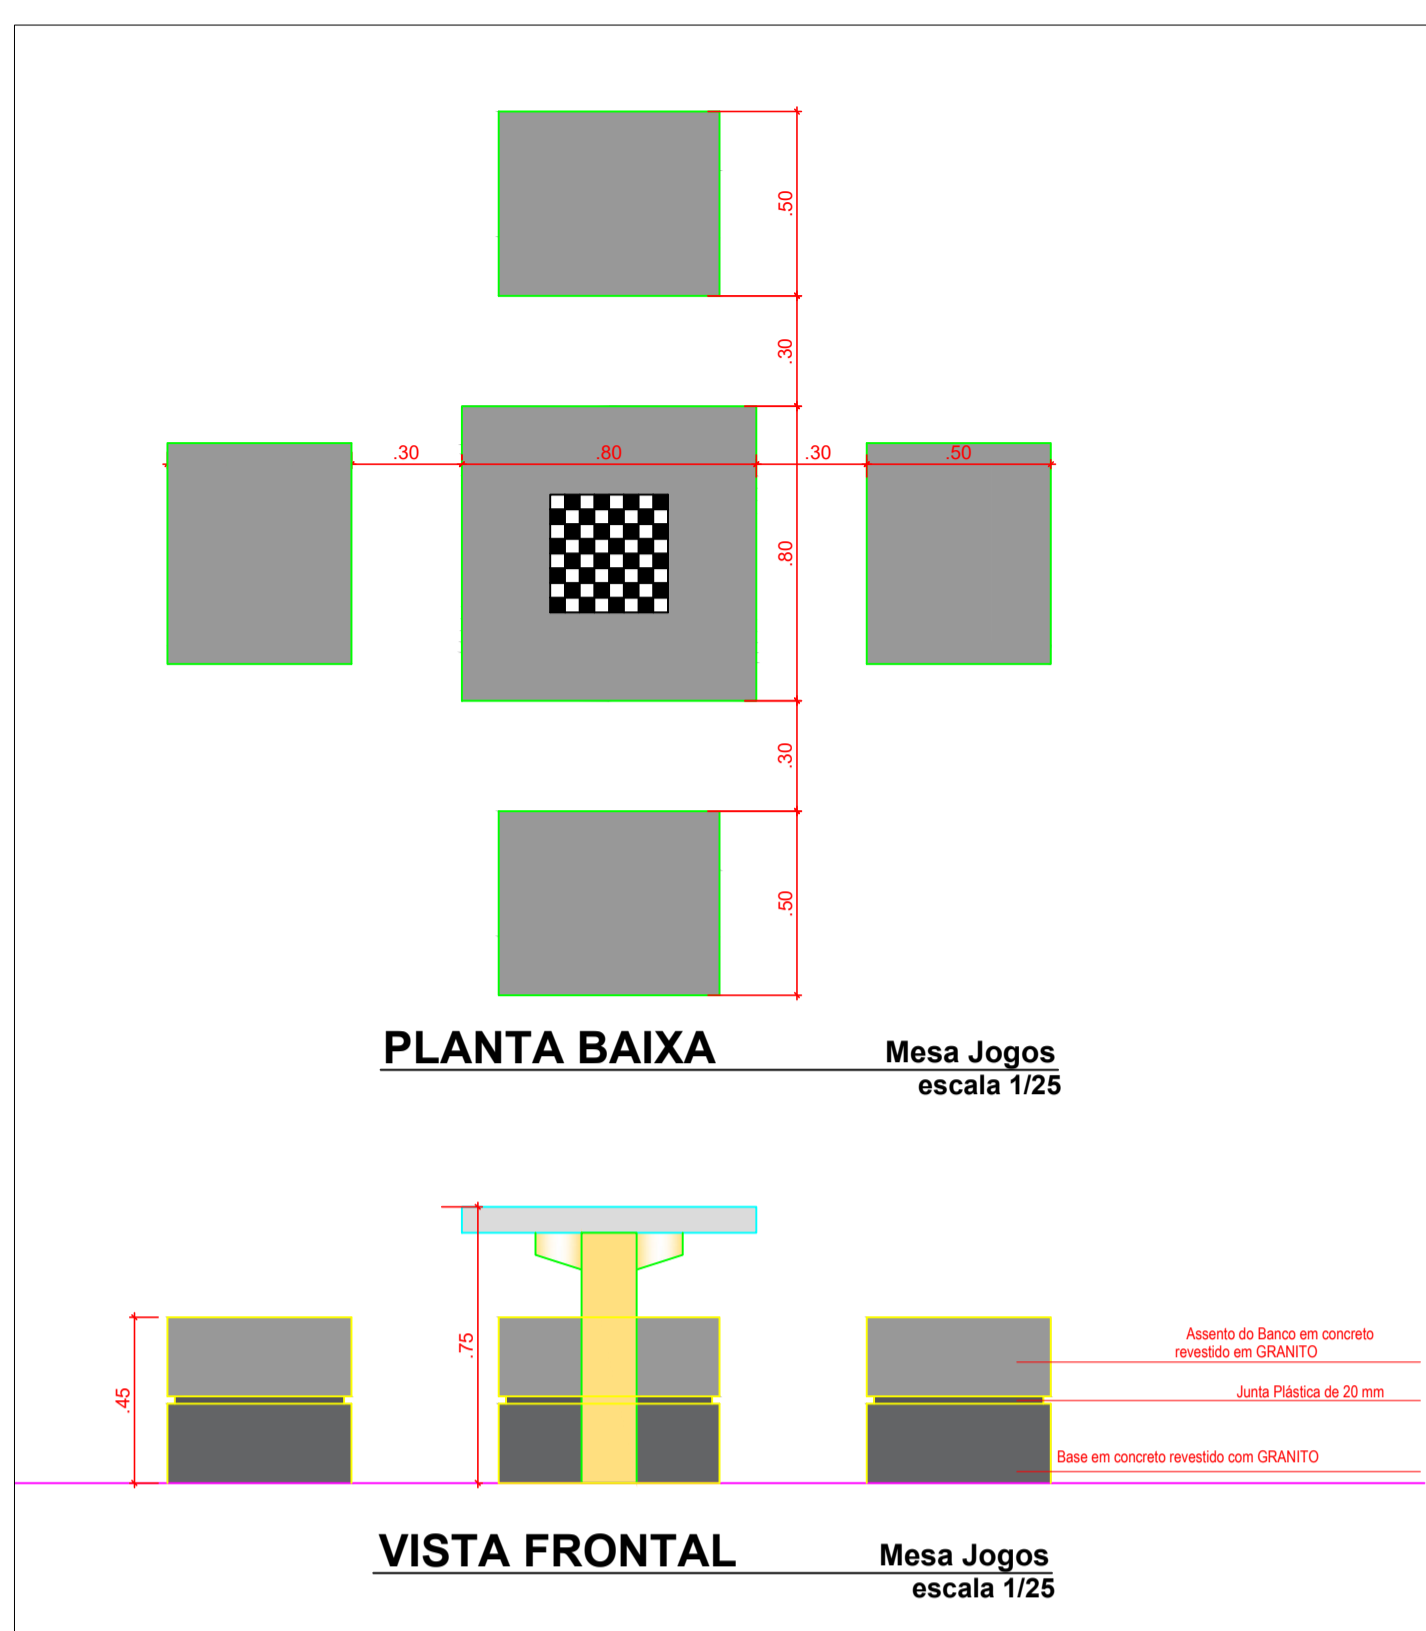 .50
.30
.30
.80
.30
.50
.80
.30
.50
PLANTA BAIXA
Mesa Jogos
escala 1/25
.75
.45
Assento do Banco em concreto
revestido em GRANITO
Junta Plástica de 20 mm
Base em concreto revestido com GRANITO
VISTA FRONTAL
Mesa Jogos
escala 1/25